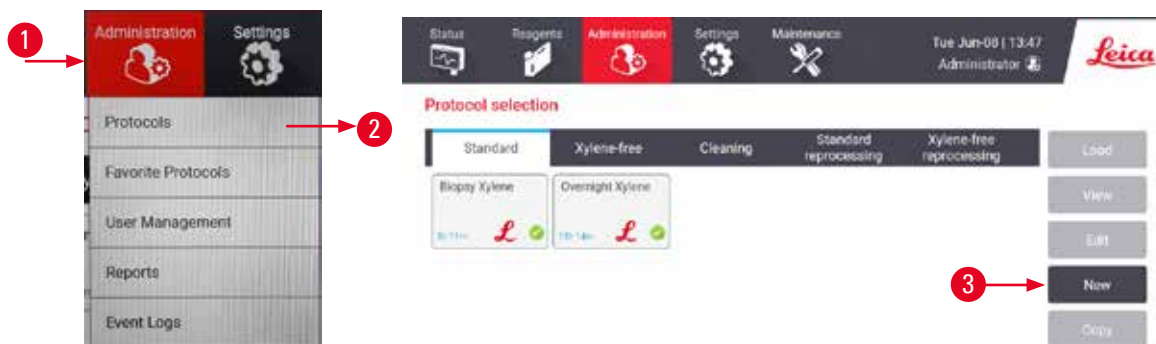 1
Administration Settings
Protocols
2
Favorite Protocols
User Management
Reports
Event Logs
Status Reagents Administration Settings Maintenance
Tue Jun-08 | 13:47
Administrator
Leica
Protocol selection
Standard Xylene-free Cleaning Standard reprocessing Xylene-free reprocessing
Load
View
Edit
3
New
Copy
Biopsy Xylene Overnight Xylene